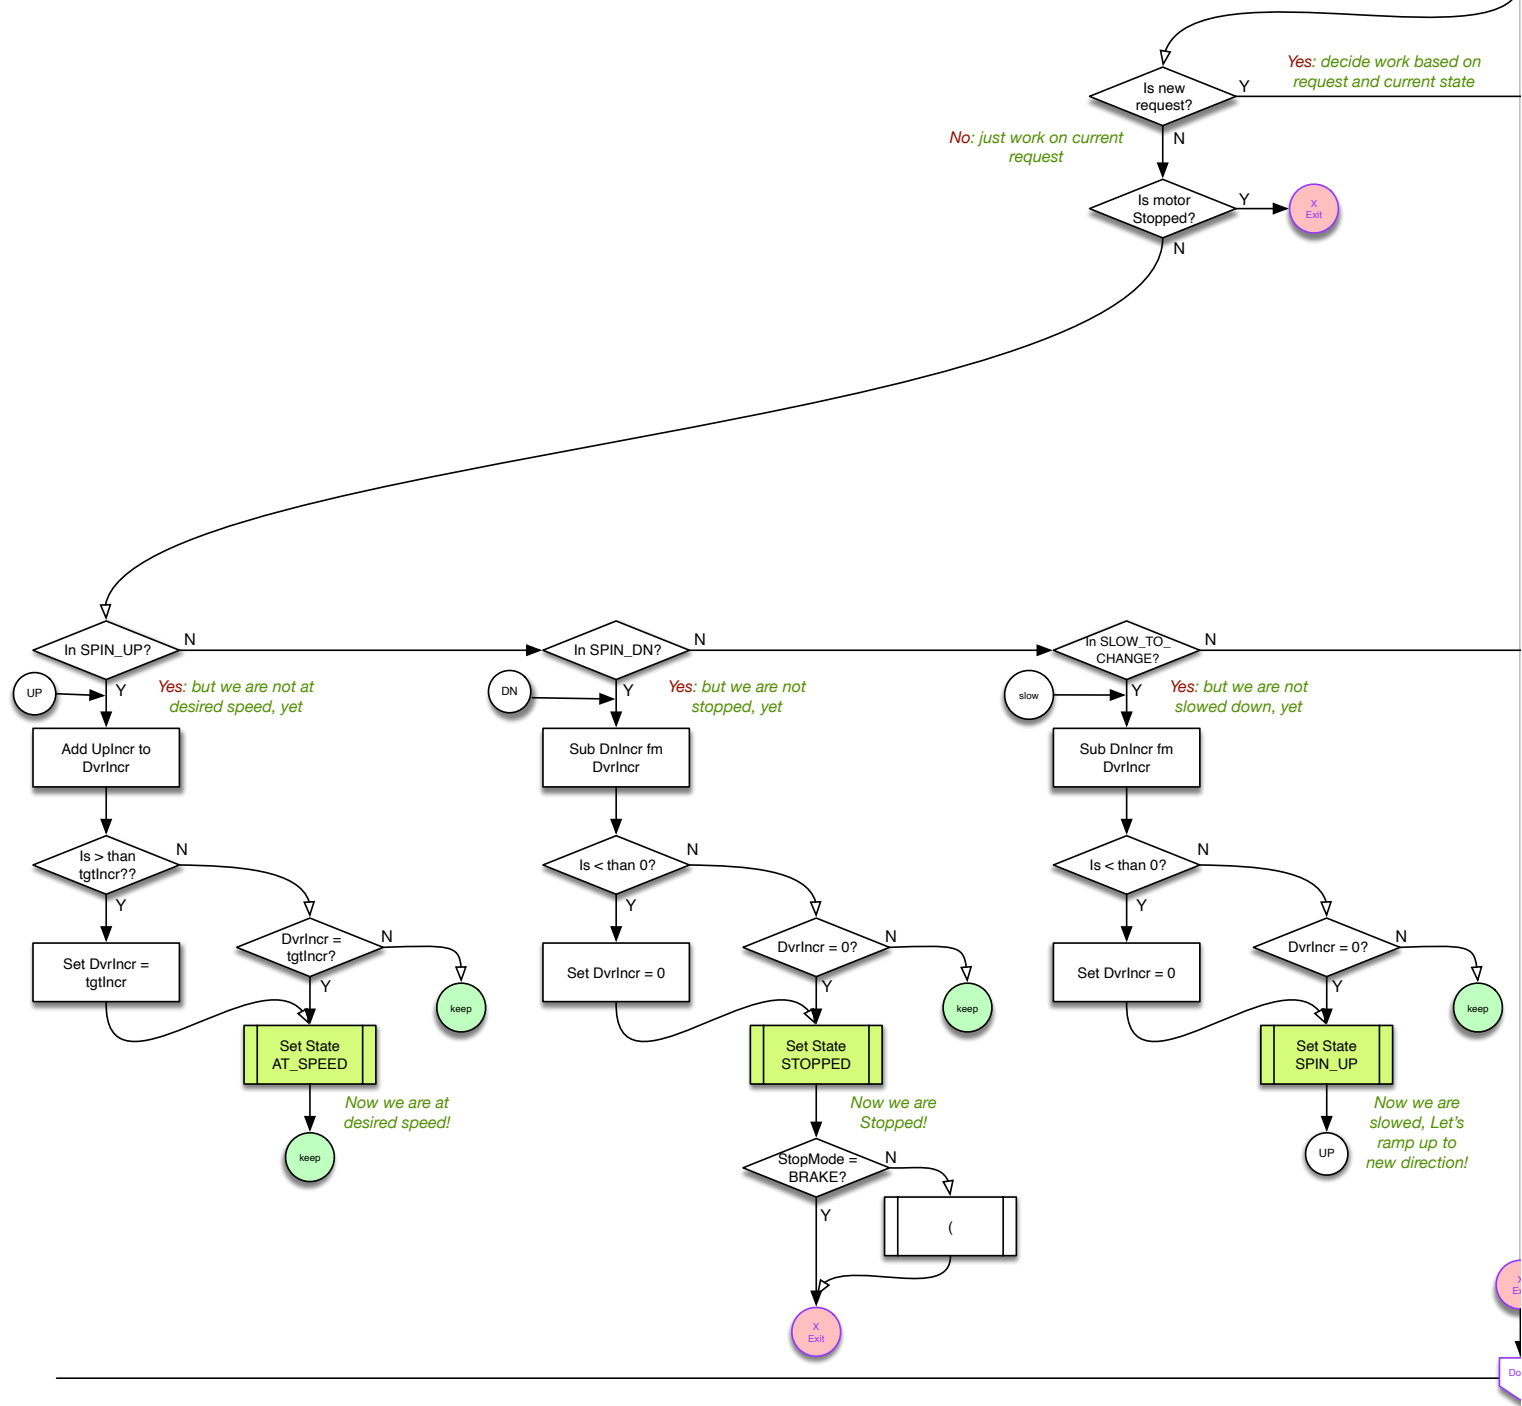 Yes: decide work based on
request and current state
Is new
request?
Y
No: just work on current
request
N
Is motor
Stopped?
Y
X
Exit
N
In SPIN_UP?
N
In SPIN_DN?
N
In SLOW_TO_
CHANGE?
N
UP
Y
Yes: but we are not at
desired speed, yet
DN
Y
Yes: but we are not
stopped, yet
slow
Y
Yes: but we are not
slowed down, yet
Add UpIncr to
DvrIncr
Sub DnIncr fm
DvrIncr
Sub DnIncr fm
DvrIncr
Is > than
tgtIncr??
N
Is < than 0?
N
Is < than 0?
N
Y
Y
Y
DvrIncr =
tgtIncr?
N
DvrIncr = 0?
N
DvrIncr = 0?
N
Set DvrIncr =
tgtIncr
Y
keep
Set DvrIncr = 0
Y
keep
Set DvrIncr = 0
Y
keep
Set State
AT_SPEED
Set State
STOPPED
Set State
SPIN_UP
Now we are at
desired speed!
Now we are
Stopped!
Now we are
slowed, Let's
ramp up to
new direction!
keep
UP
StopMode =
BRAKE?
N
Y
(
X
Exit